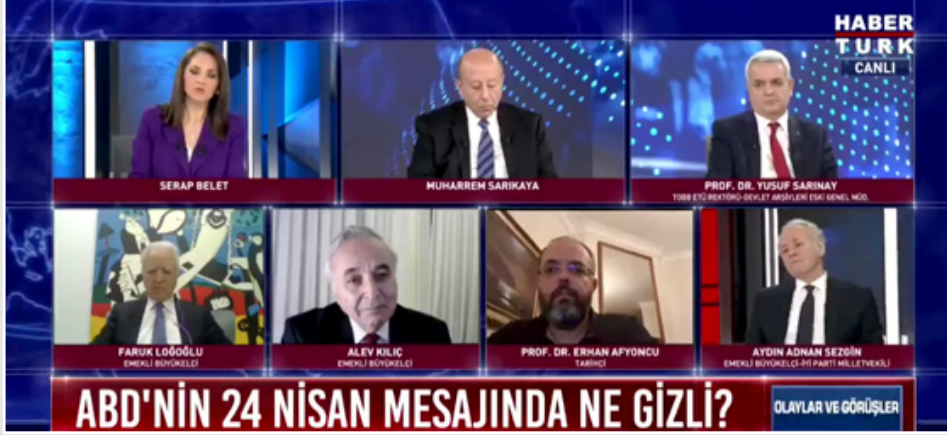 HABER
TURK
CANLI
SERAP BELET
MUHARREM SARIKAYA
PROF. DR. YUSUF SARINAY
TOBB ETÜ REKTÖRÜ-DEVLET ARŞİVLERİ ESKİ GENEL MÜD.
FARUK LOĞOĞLU
EMEKLİ BÜYÜKELÇİ
ALEV KILIÇ
EMEKLİ BÜYÜKELÇİ
PROF. DR. ERHAN AFYONCU
TARİHÇİ
AYDIN ADNAN SEZGİN
EMEKLİ BÜYÜKELÇİ-İYİ PARTİ MİLLETVEKİLİ
ABD'NİN 24 NİSAN MESAJINDA NE GİZLİ?
OLAYLAR VE GÖRÜŞLER